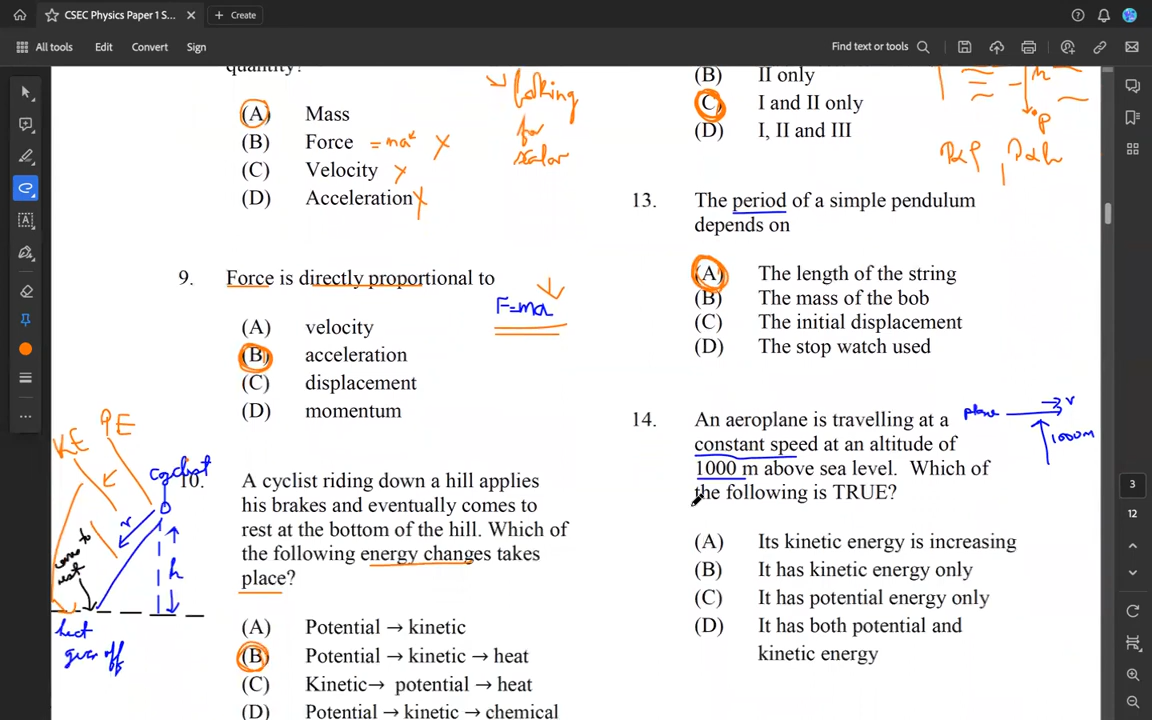 CSEC Physics Paper 1 S...
Create
All tools
Edit
Convert
Sign
Find text or tools
quantity?
(A) Mass
(B) Force = ma
(C) Velocity
(D) Acceleration
looking
for
scalar
9. Force is directly proportional to
F=ma
(A) velocity
(B) acceleration
(C) displacement
(D) momentum
KE PE
cyclist
10. A cyclist riding down a hill applies
his brakes and eventually comes to
rest at the bottom of the hill. Which of
the following energy changes takes
place?
v
h
come to
rest
heat
given off
(A) Potential → kinetic
(B) Potential → kinetic → heat
(C) Kinetic→ potential → heat
(D) Potential → kinetic → chemical
(B) II only
(C) I and II only
(D) I, II and III
h
P
13. The period of a simple pendulum
depends on
(A) The length of the string
(B) The mass of the bob
(C) The initial displacement
(D) The stop watch used
14. An aeroplane is travelling at a
constant speed at an altitude of
1000 m above sea level. Which of
the following is TRUE?
plane
v
1000m
(A) Its kinetic energy is increasing
(B) It has kinetic energy only
(C) It has potential energy only
(D) It has both potential and
kinetic energy
3
12